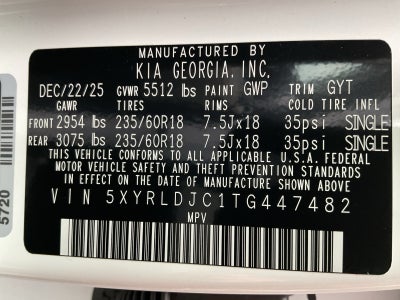 MANUFACTURED BY
KIA GEORGIA, INC.
DEC/22/25 GVWR 5512 lbs PAINT GWP TRIM GYT
GAWR TIRES RIMS COLD TIRE INFL
FRONT 2954 lbs 235/60R18 7.5Jx18 35psi SINGLE
REAR 3075 lbs 235/60R18 7.5Jx18 35psi SINGLE
THIS VEHICLE CONFORMS TO ALL APPLICABLE U.S.A. FEDERAL
MOTOR VEHICLE SAFETY AND THEFT PREVENTION STANDARDS
IN EFFECT ON THE DATE OF MANUFACTURE SHOWN ABOVE.
VIN 5XYRLDJC1TG447482
MPV
5720